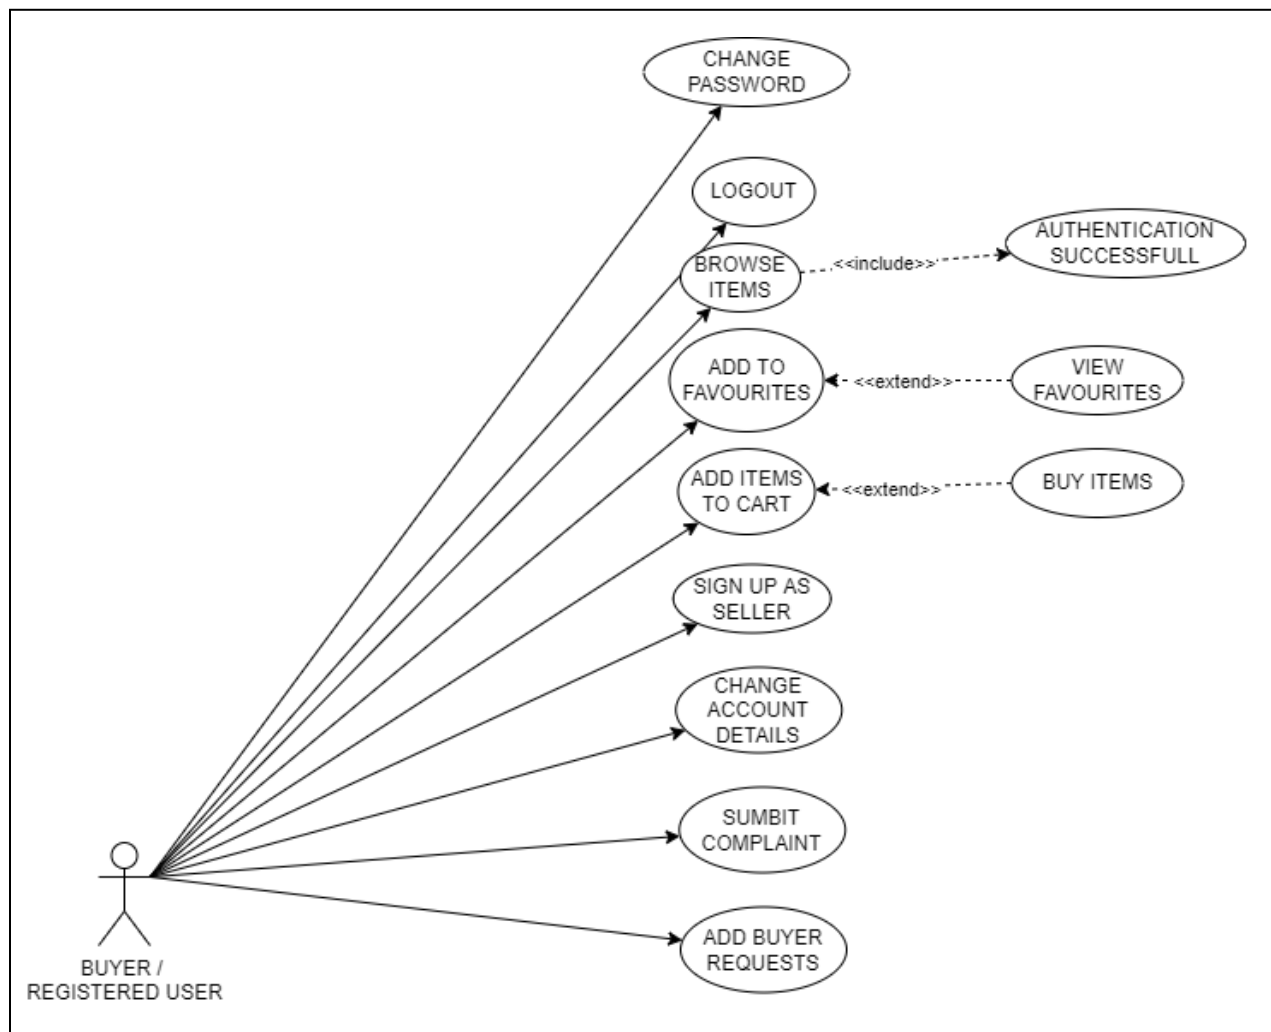 CHANGE
PASSWORD
LOGOUT
BROWSE
ITEMS
<<include>>
AUTHENTICATION
SUCCESSFULL
ADD TO
FAVOURITES
<<extend>>
VIEW
FAVOURITES
ADD ITEMS
TO CART
<<extend>>
BUY ITEMS
SIGN UP AS
SELLER
CHANGE
ACCOUNT
DETAILS
SUMBIT
COMPLAINT
ADD BUYER
REQUESTS
BUYER /
REGISTERED USER